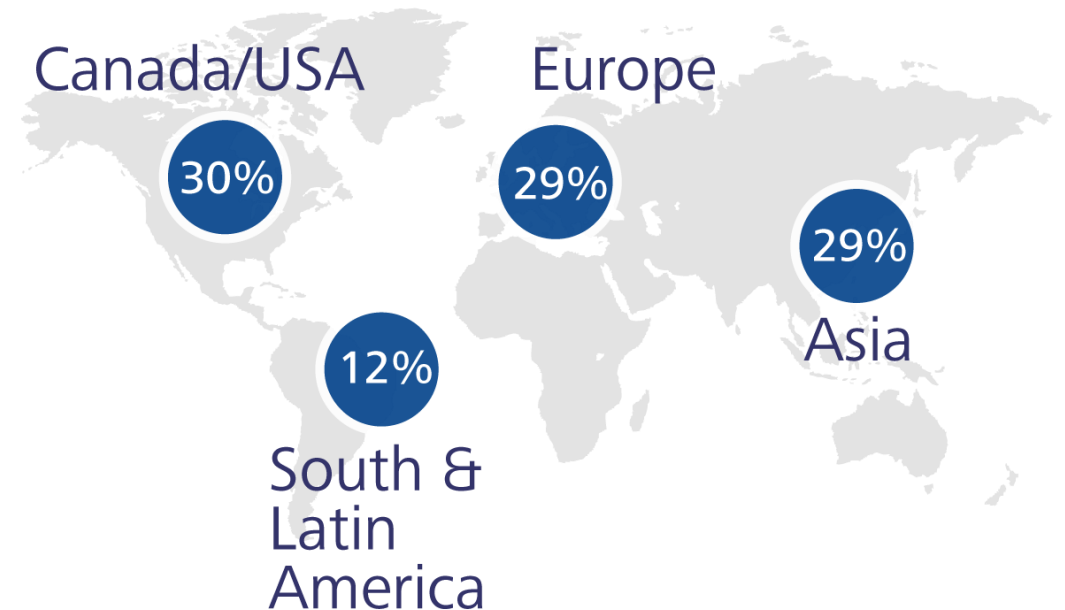 Canada/USA
30%
Europe
29%
29%
Asia
12%
South &
Latin
America